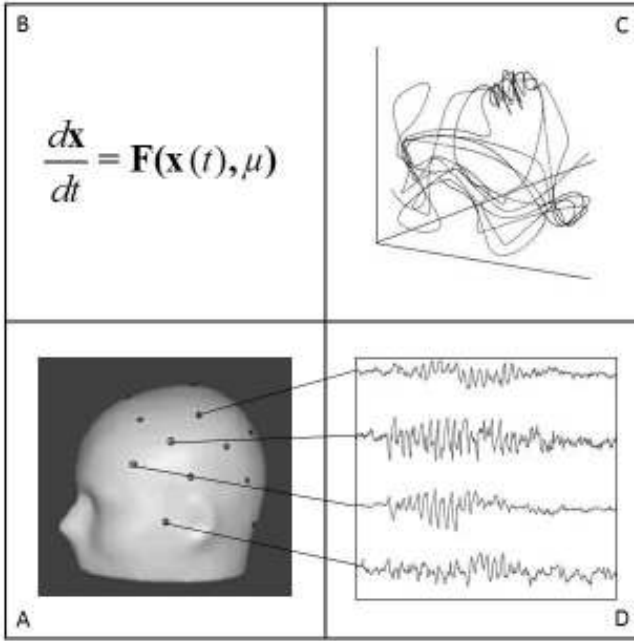 B
C
d𝐱/dt = 𝐅(𝐱(t), μ)
A
D